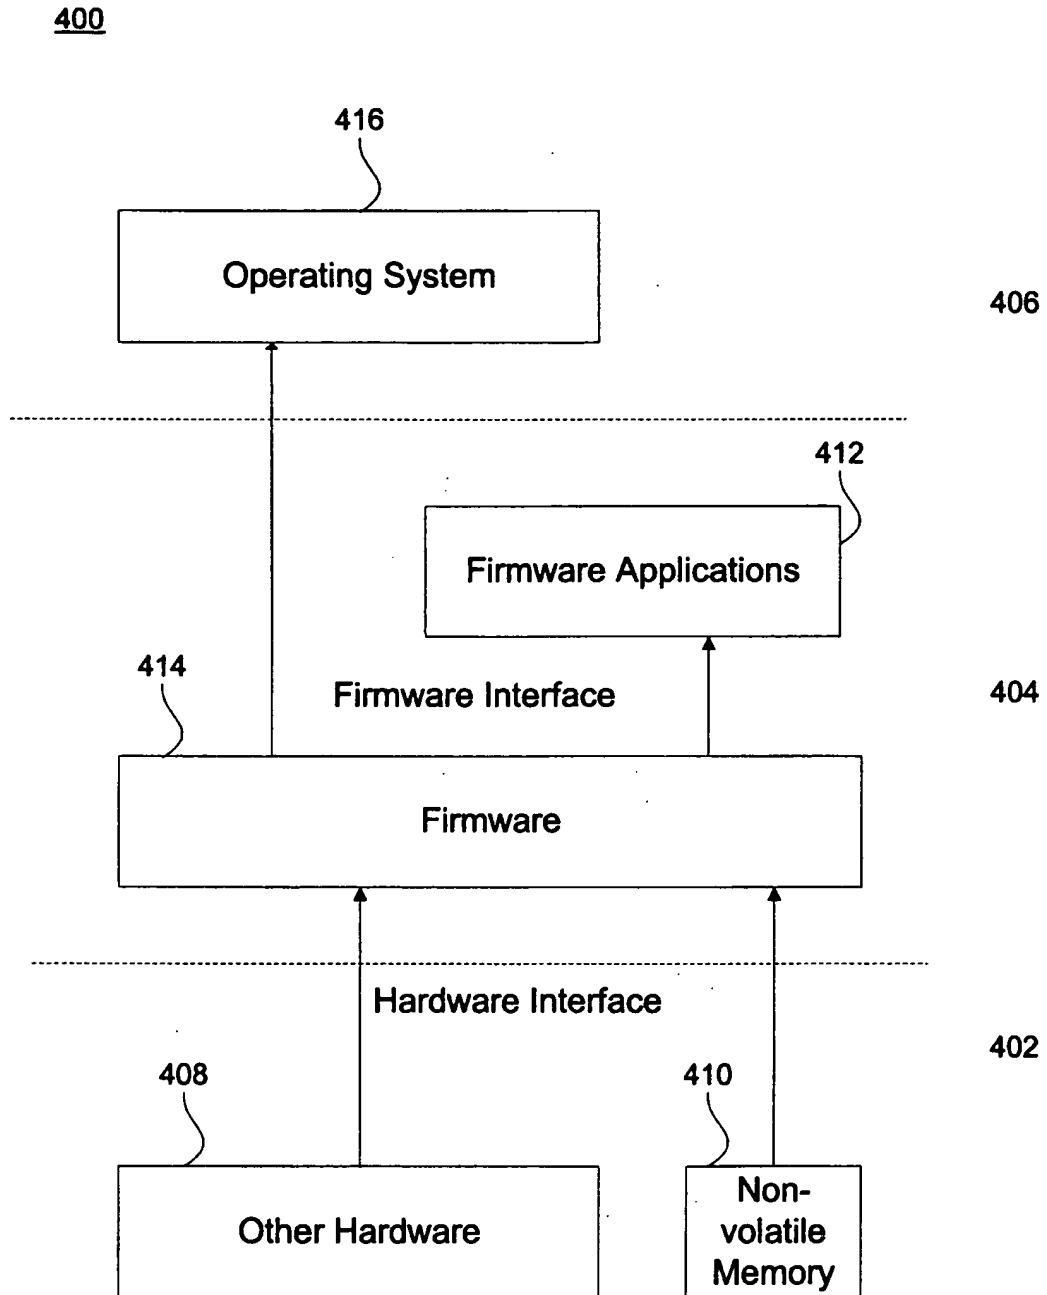 400
416
Operating System
406
412
Firmware Applications
414
Firmware Interface
404
Firmware
Hardware Interface
402
408
410
Other Hardware
Non-
volatile
Memory